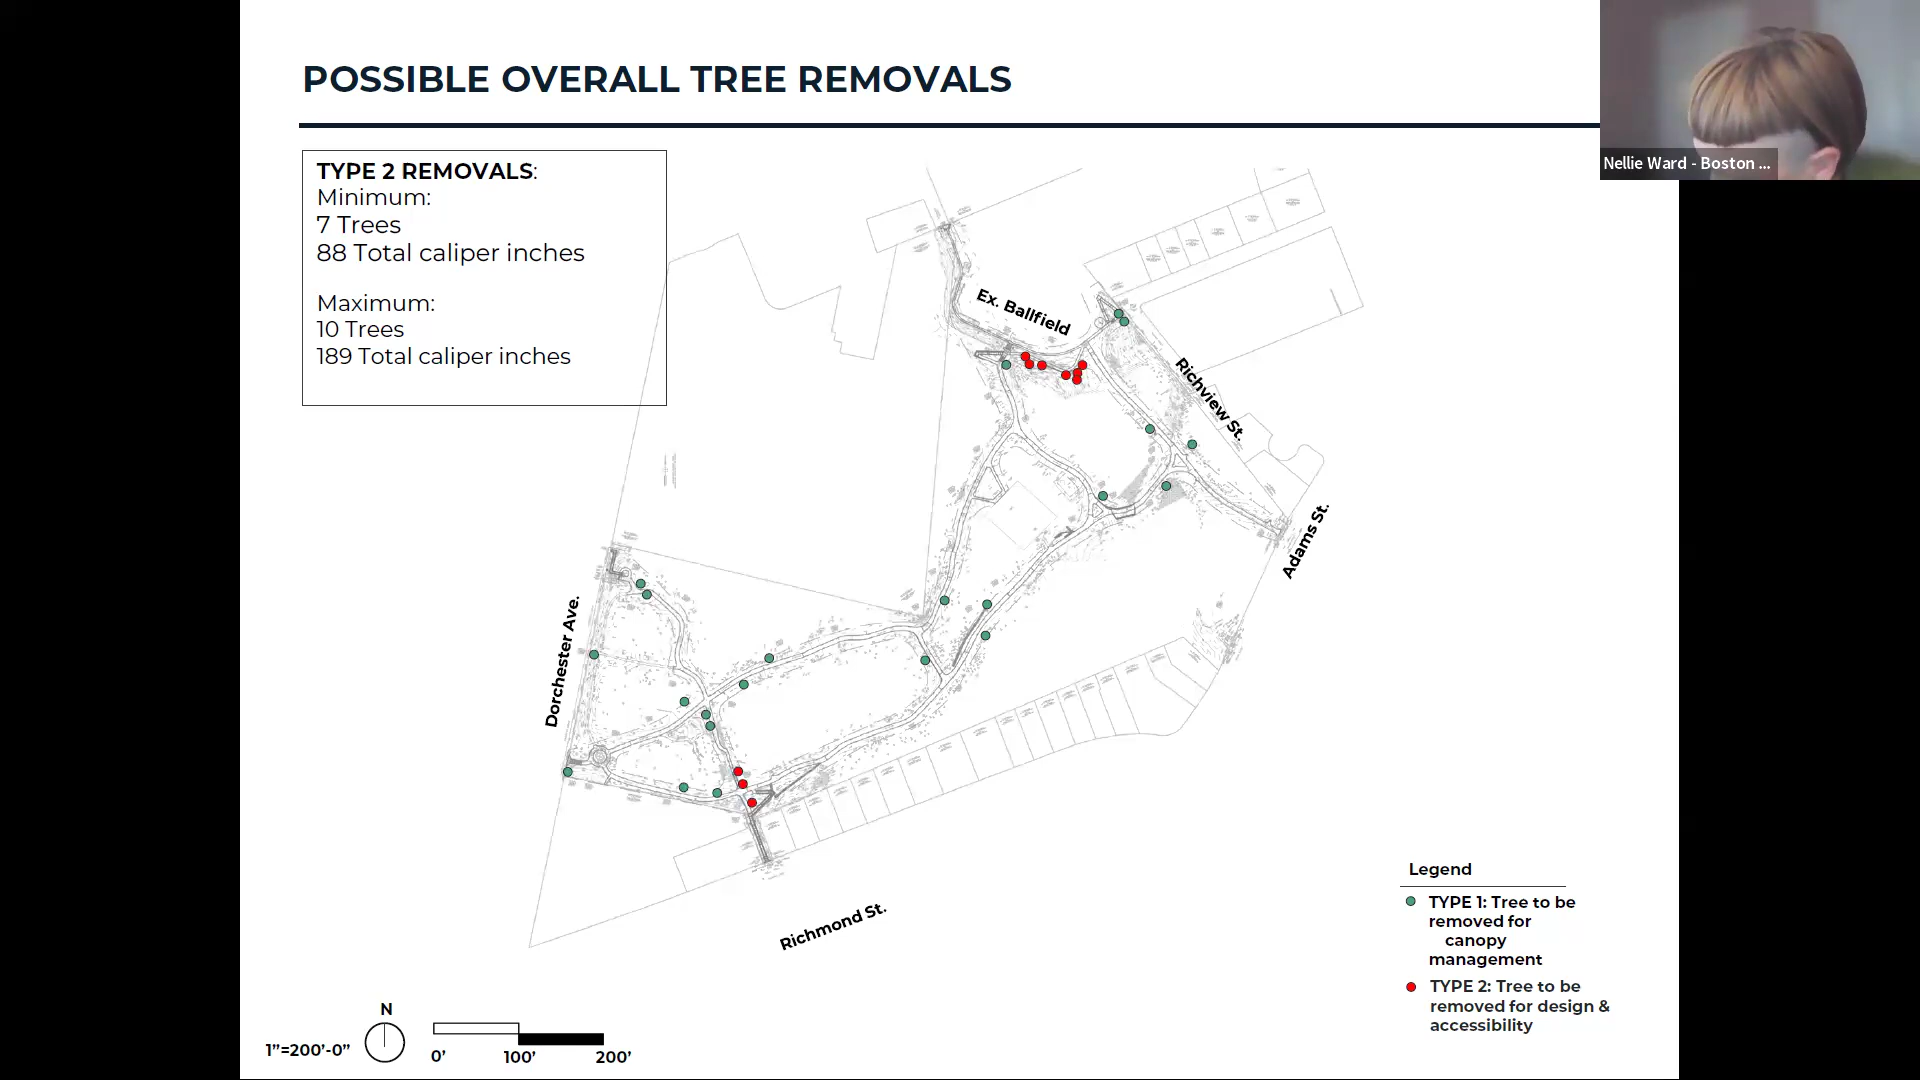 POSSIBLE OVERALL TREE REMOVALS
Nellie Ward - Boston ...
TYPE 2 REMOVALS:
Minimum:
7 Trees
88 Total caliper inches
Maximum:
10 Trees
189 Total caliper inches
Ex. Ballfield
Richview St.
Adams St.
Dorchester Ave.
Richmond St.
Legend
TYPE 1: Tree to be
removed for
canopy
management
TYPE 2: Tree to be
removed for design &
accessibility
N
1"=200'-0"
0' 100' 200'